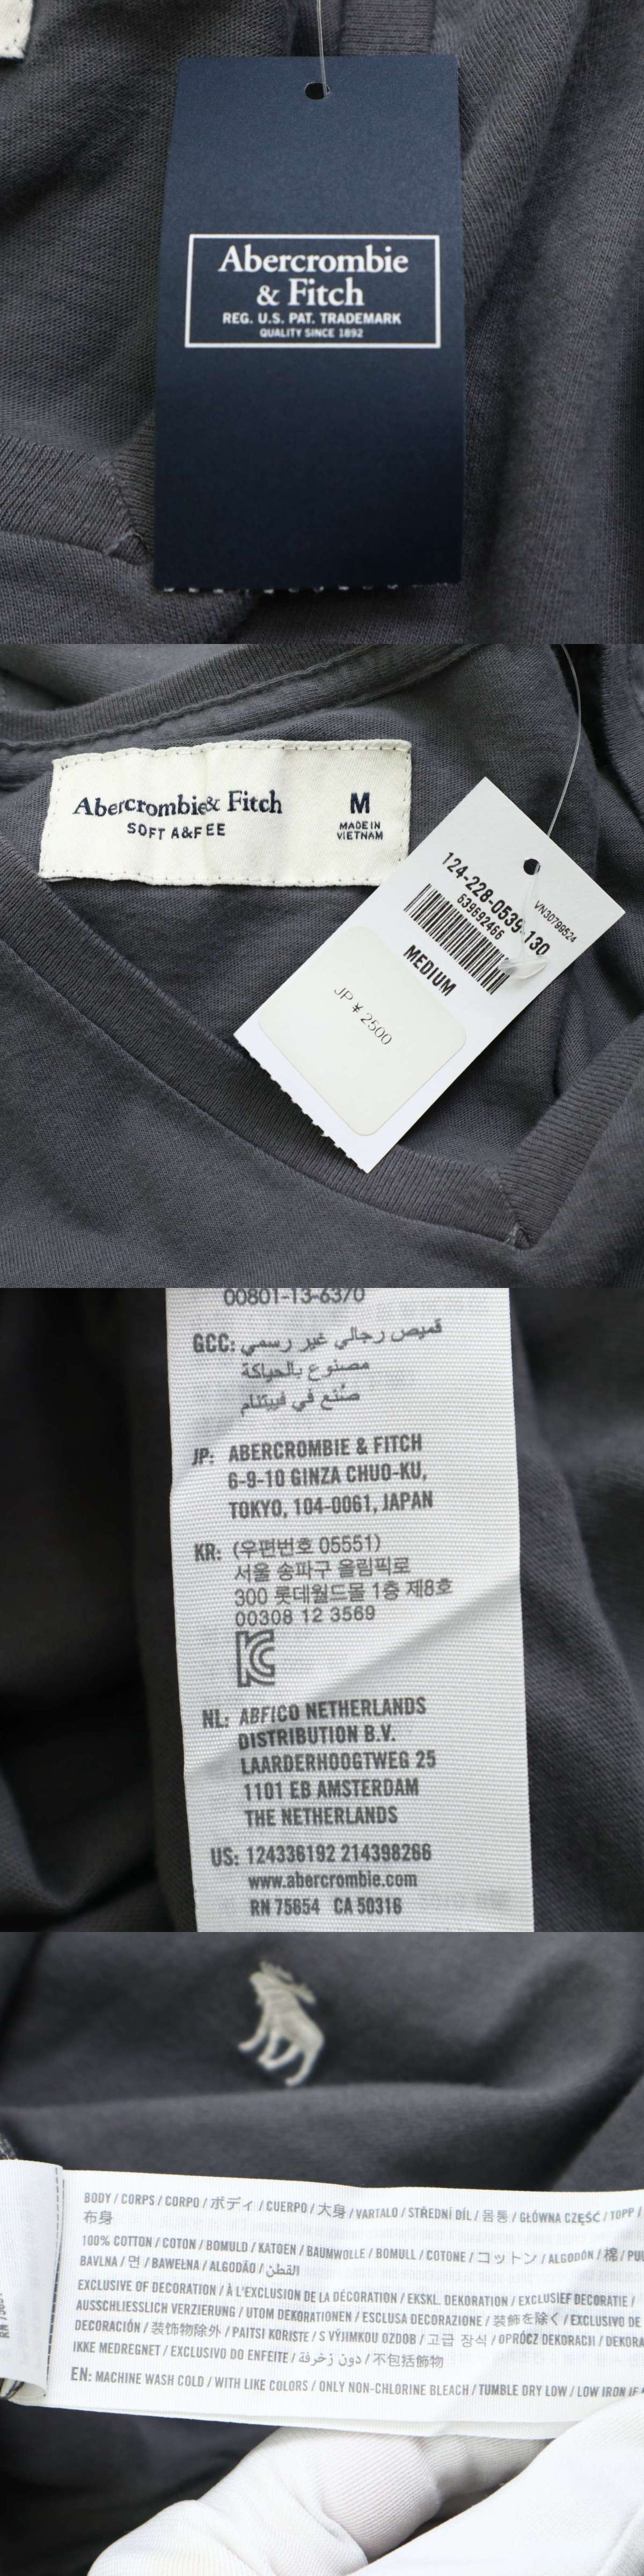 Abercrombie
& Fitch
REG. U.S. PAT. TRADEMARK
QUALITY SINCE 1892
Abercrombie & Fitch
SOFT A&FEE
M
MADE IN
VIETNAM
124-228-0539-130
539692466
VN30799524
MEDIUM
JP ¥ 2500
00801-13-6370
GCC: قميص رجالي غير رسمي
مصنوع بالحياكة
صُنع في فييتنام
JP: ABERCROMBIE & FITCH
6-9-10 GINZA CHUO-KU,
TOKYO, 104-0061, JAPAN
KR: (우편번호 05551)
서울 송파구 올림픽로
300 롯데월드몰 1층 제8호
00308 12 3569
NL: ABFICO NETHERLANDS
DISTRIBUTION B.V.
LAARDERHOOGTWEG 25
1101 EB AMSTERDAM
THE NETHERLANDS
US: 124336192 214398266
www.abercrombie.com
RN 75654 CA 50316
BODY / CORPS / CORPO / ボディ / CUERPO / 大身 / VARTALO / STŘEDNÍ DÍL / 몸통 / GŁÓWNA CZĘŚĆ / TOPP /
布身
100% COTTON / COTON / BOMULD / KATOEN / BAUMWOLLE / BOMULL / COTONE / コットン / ALGODÓN / 棉 /
BAVLNA / 면 / BAWEŁNA / ALGODÃO / القطن
EXCLUSIVE OF DECORATION / À L'EXCLUSION DE LA DÉCORATION / EKSKL. DEKORATION / EXCLUSIEF DECORATIE /
AUSSCHLIESSLICH VERZIERUNG / UTOM DEKORATIONEN / ESCLUSA DECORAZIONE / 装飾を除く / EXCLUSIVO DE
DECORACIÓN / 装饰物除外 / PAITSI KORISTE / S VÝJIMKOU OZDOB / 고급 장식 / OPRÓCZ DEKORACJI /
IKKE MEDREGNET / EXCLUSIVO DO ENFEITE / دون زخرفة / 不包括飾物
EN: MACHINE WASH COLD / WITH LIKE COLORS / ONLY NON-CHLORINE BLEACH / TUMBLE DRY LOW / LOW IRON IF